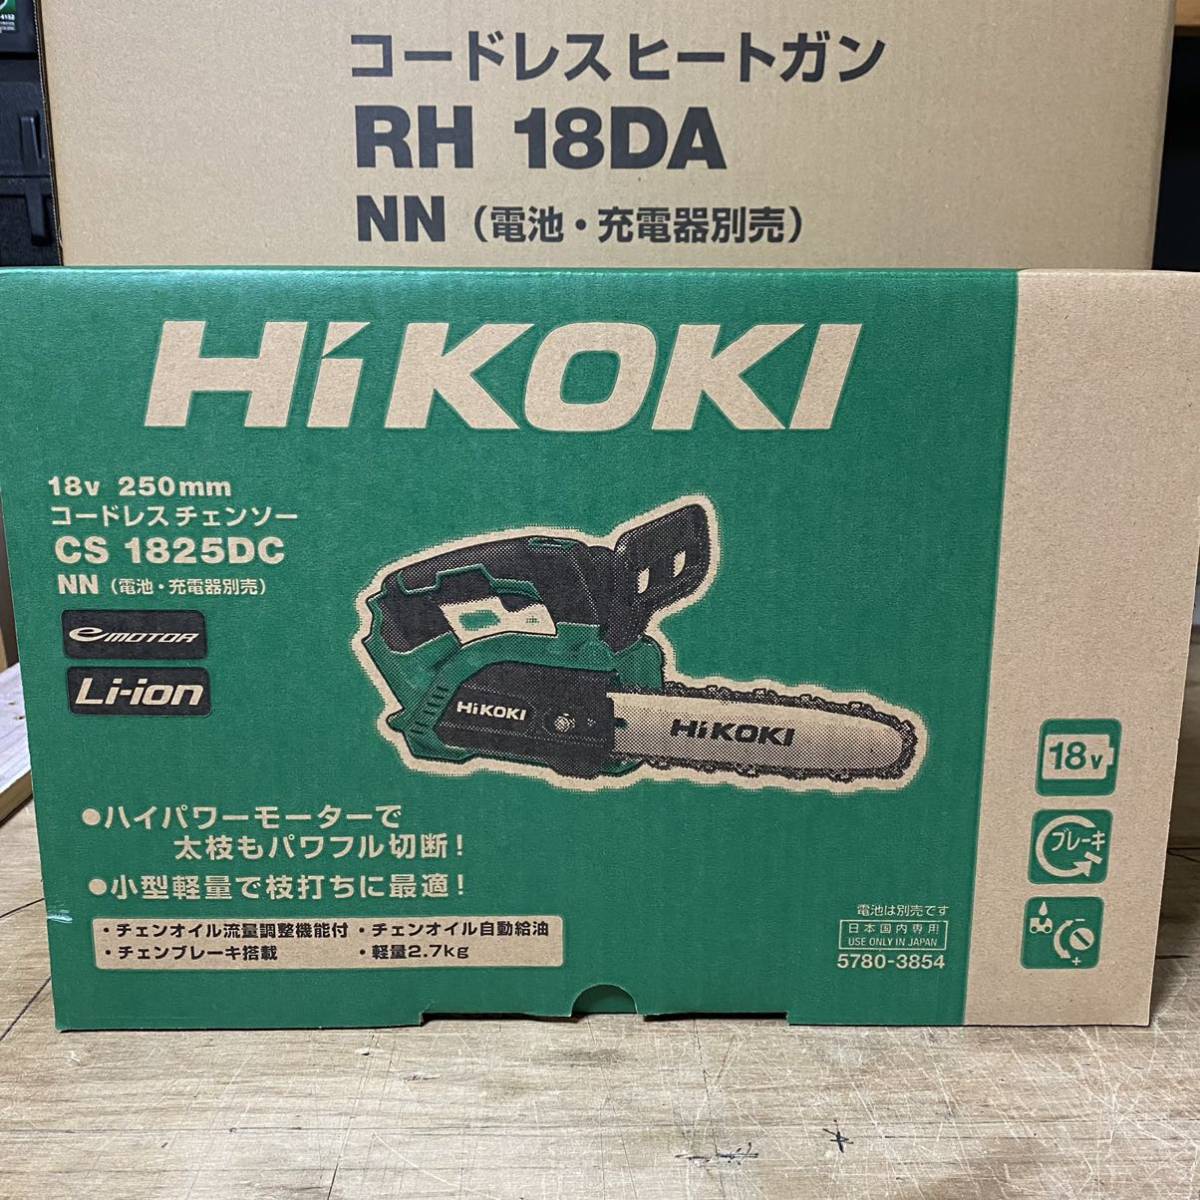 コードレスヒートガン
RH 18DA
NN（電池・充電器別売）
HiKOKI
18v 250mm
コードレスチェンソー
CS 1825DC
NN（電池・充電器別売）
e MOTOR
Li-ion
HiKOKI
HiKOKI
●ハイパワーモーターで
太枝もパワフル切断！
●小型軽量で枝打ちに最適！
・チェンオイル流量調整機能付 ・チェンオイル自動給油
・チェンブレーキ搭載 ・軽量2.7kg
18v
ブレーキ
電池は別売です
日本国内専用
USE ONLY IN JAPAN
5780-3854